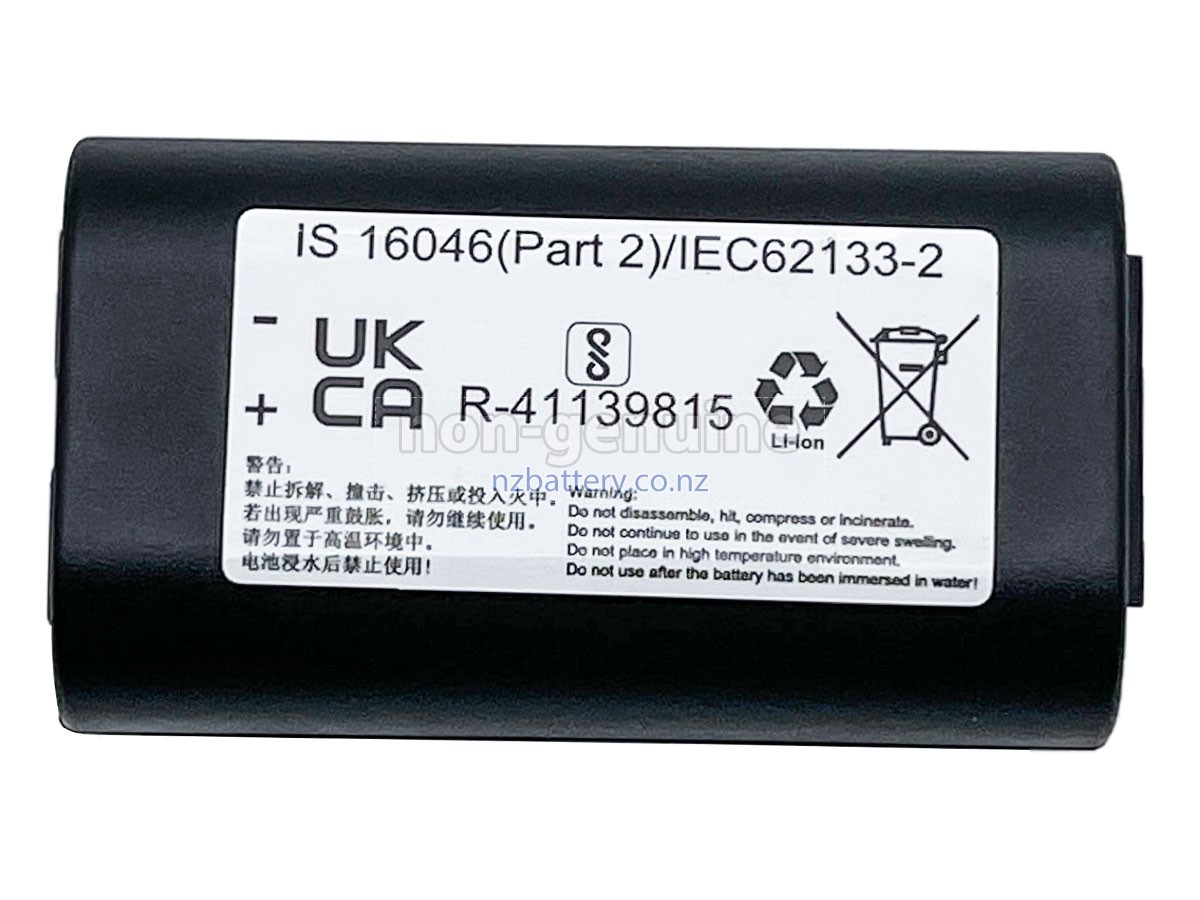 IS 16046(Part 2)/IEC62133-2
-
UK
CA
+
R-41139815
Li-ion
non-genuine
nzbattery.co.nz
警告:
禁止拆解、撞击、挤压或投入火中。
若出现严重鼓胀，请勿继续使用。
请勿置于高温环境中。
电池浸水后禁止使用!
Warning:
Do not disassemble, hit, compress or incinerate.
Do not continue to use in the event of severe swelling.
Do not place in high temperature environment.
Do not use after the battery has been immersed in water!